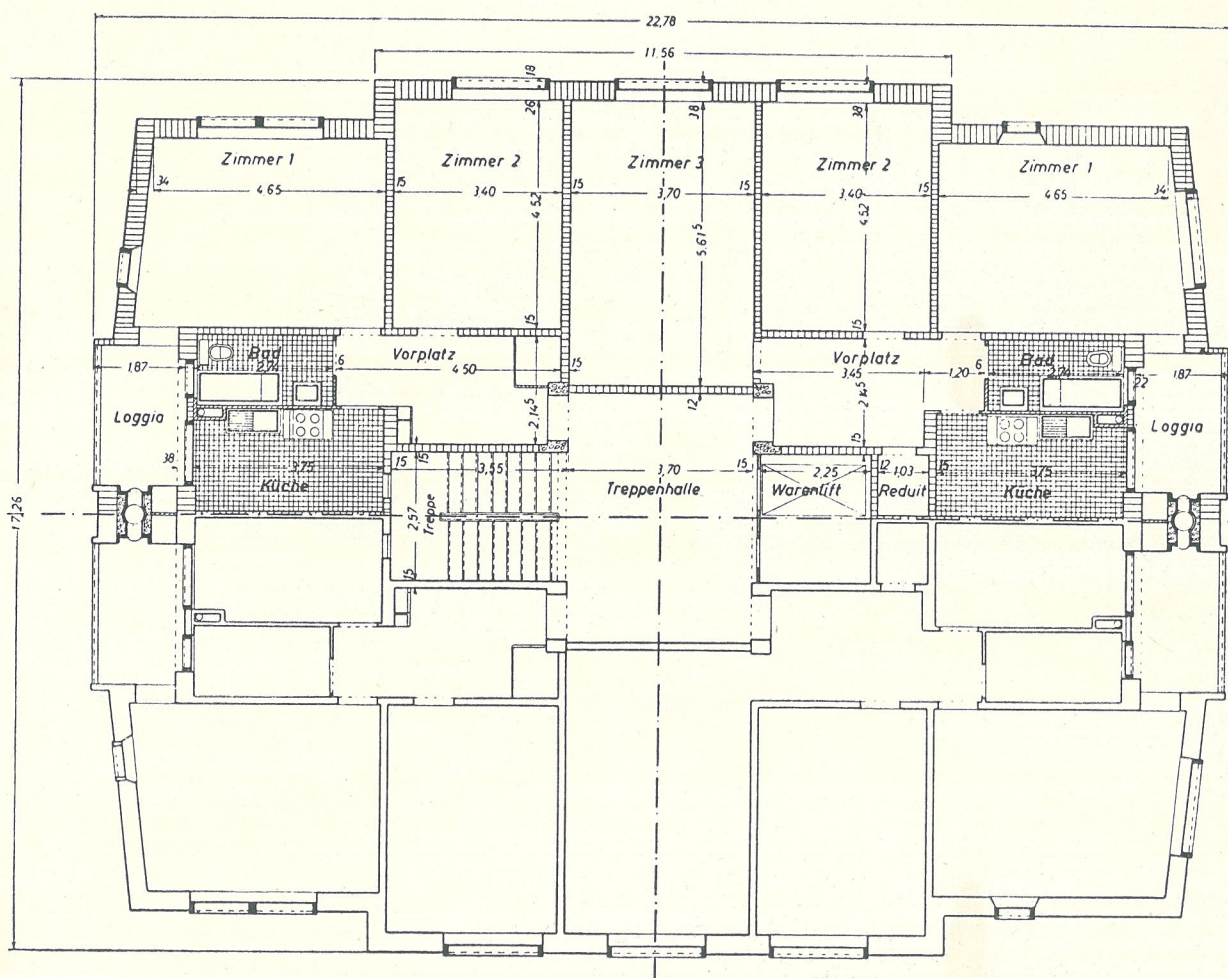 22,78
11,56
18
26 38 38
Zimmer 1 Zimmer 2 Zimmer 3 Zimmer 2 Zimmer 1
34 4.65 15 3,40 15 3,70 15 3,40 15 4.65 34
4.52 5.61⁵ 4.52
15 15
Bad Vorplatz 15 Vorplatz Bad
1,87 2,74 6 4.50 3,45 1,20 6 2,74 22 1,87
2,14⁵ 12 2,14⁵
Loggia Loggia
15 15
38 3,75 15 3,55 3,70 15 2,25 12 1,03 15 3,75
Küche Treppenhalle Warenlift Reduit Küche
2,57 Treppe
15
17,26